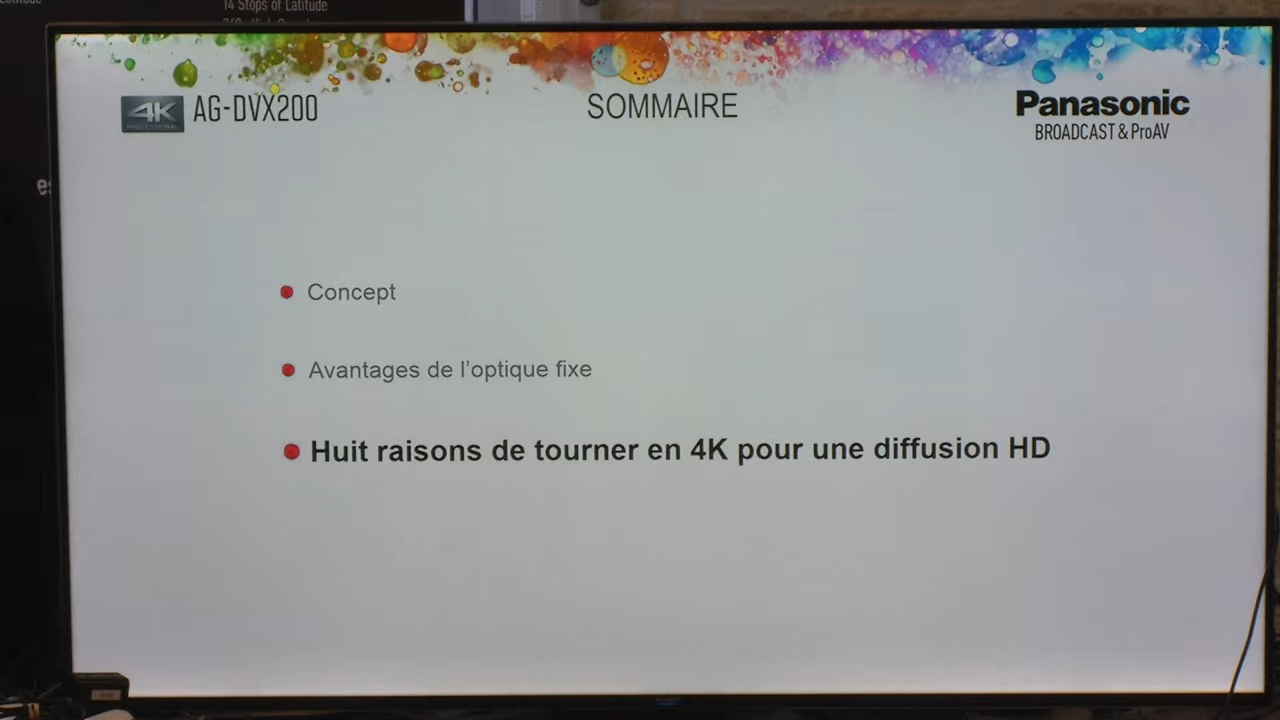 14 Stops of Latitude
es
4K
AG-DVX200
SOMMAIRE
Panasonic
BROADCAST & ProAV
Concept
Avantages de l'optique fixe
Huit raisons de tourner en 4K pour une diffusion HD